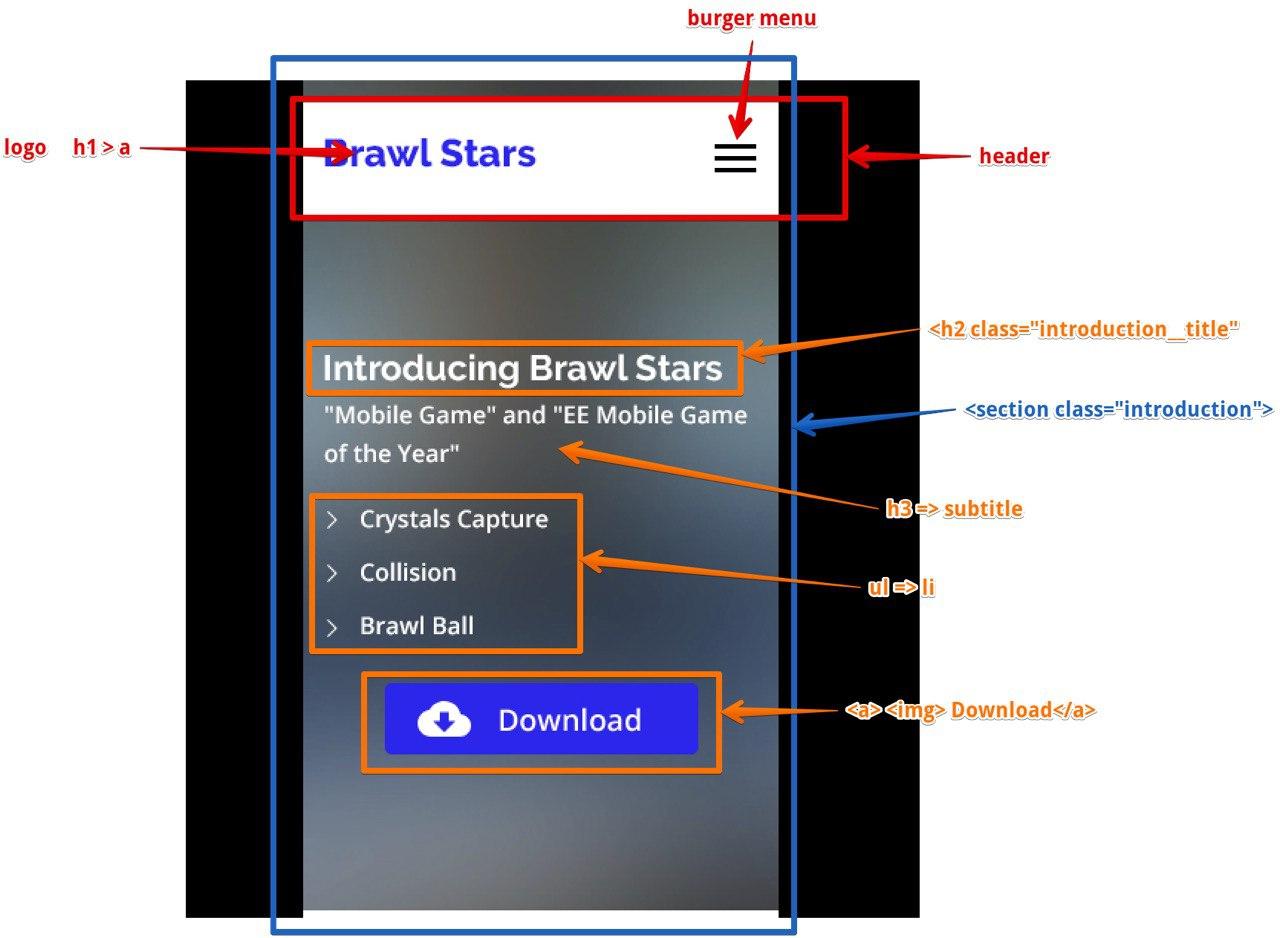 burger menu
logo h1 > a
Brawl Stars
header
<h2 class="introduction__title"
Introducing Brawl Stars
<section class="introduction">
"Mobile Game" and "EE Mobile Game
of the Year"
h3 => subtitle
Crystals Capture
Collision
ul => li
Brawl Ball
Download
<a> <img> Download</a>